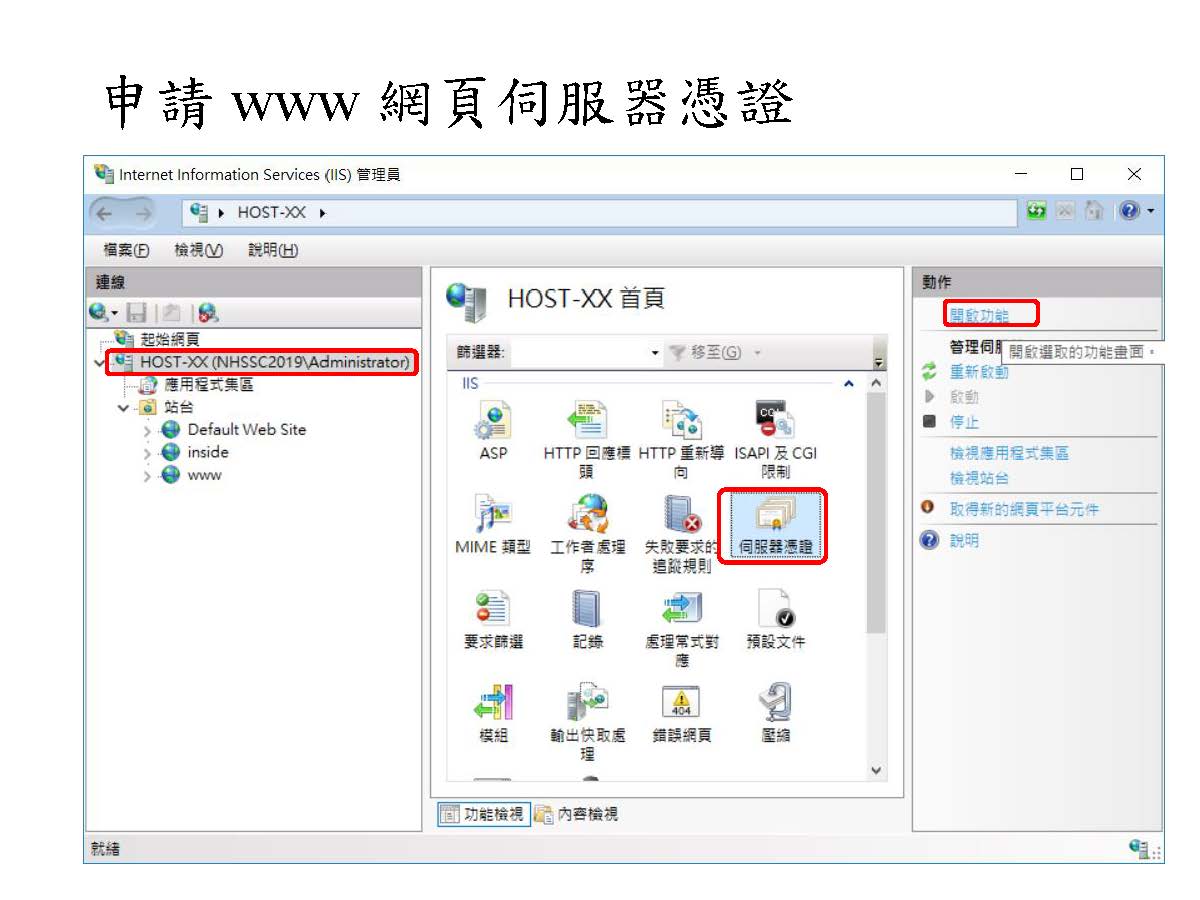 申請 www 網頁伺服器憑證
Internet Information Services (IIS) 管理員
HOST-XX
檔案(F) 檢視(V) 說明(H)
連線
起始網頁
HOST-XX (NHSSC2019\Administrator)
應用程式集區
站台
Default Web Site
inside
www
HOST-XX 首頁
篩選器: 移至(G)
IIS
ASP
HTTP 回應標
頭
HTTP 重新導
向
ISAPI 及 CGI
限制
MIME 類型
工作者處理
序
失敗要求的
追蹤規則
伺服器憑證
要求篩選
記錄
處理常式對
應
預設文件
模組
輸出快取處
理
錯誤網頁
壓縮
功能檢視 內容檢視
動作
開啟功能
管理伺服
開啟選取的功能畫面。
重新啟動
啟動
停止
檢視應用程式集區
檢視站台
取得新的網頁平台元件
說明
就緒